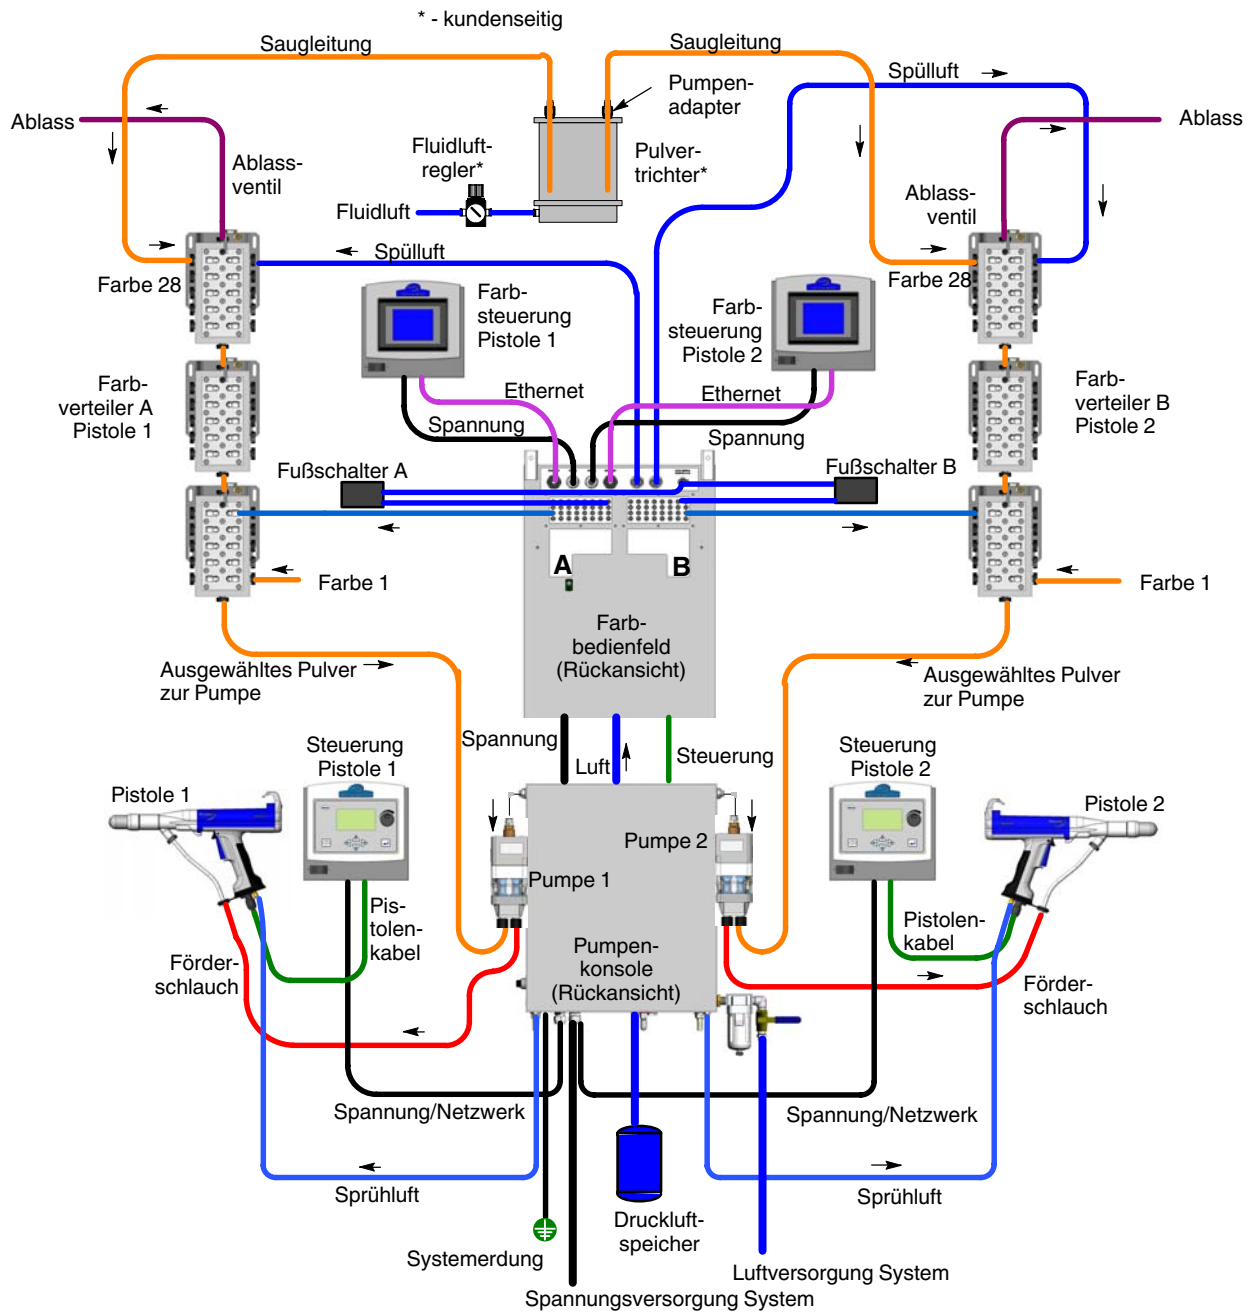 * - kundenseitig
Saugleitung
Saugleitung
Spülluft
Pumpen-
adapter
Ablass
Ablass
Ablass-
ventil
Fluidluft-
regler*
Pulver-
trichter*
Ablass-
ventil
Fluidluft
Spülluft
Farbe 28
Farbe 28
Farb-
steuerung
Pistole 1
Farb-
steuerung
Pistole 2
Farb-
verteiler A
Pistole 1
Ethernet
Ethernet
Farb-
verteiler B
Pistole 2
Spannung
Spannung
Fußschalter A
Fußschalter B
A
B
Farbe 1
Farbe 1
Farb-
bedienfeld
(Rückansicht)
Ausgewähltes Pulver
zur Pumpe
Ausgewähltes Pulver
zur Pumpe
Spannung
Luft
Steuerung
Steuerung
Pistole 1
Steuerung
Pistole 2
Pistole 1
Pistole 2
Pumpe 2
Pumpe 1
Pis-
tolen-
kabel
Pistolen-
kabel
Pumpen-
konsole
(Rückansicht)
Förder-
schlauch
Förder-
schlauch
Spannung/Netzwerk
Spannung/Netzwerk
Sprühluft
Sprühluft
Druckluft-
speicher
Systemerdung
Luftversorgung System
Spannungsversorgung System